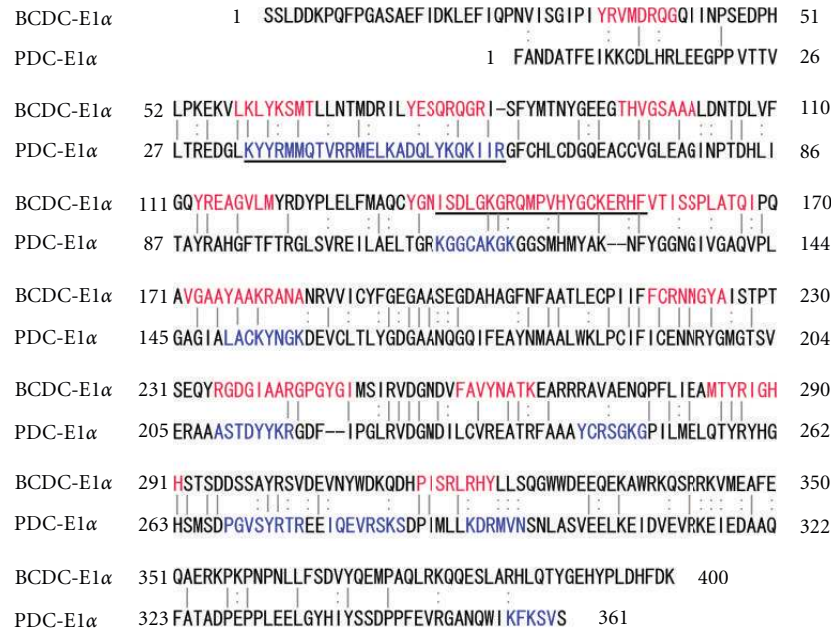 BCDC-E1α 1 SSLDDKPQFPGASAEFIDKLEFIQPNVISGIPIYRVMDRQGQIINPSEDPH 51
PDC-E1α 1 FANDATFEIKKCDLHRLEEGPPVTTV 26
BCDC-E1α 52 LPKEKVLKLYKSMTLLNTMDRILYESQRQGRI-SFYMTNYGEEGTHVGSAAALDNTDLVF 110
PDC-E1α 27 LTREDGLKYYRMMQTVRRMELKADQLYKQKIIRGFCHLCDGQEACCVGLEAGINPTDHLI 86
BCDC-E1α 111 GQYREAGVLMYRDYPLELFMAQCYGNISDLGKGRQMPVHYGCKERHFVTISSPLATQIPQ 170
PDC-E1α 87 TAYRAHGFTFTRGLSVREILAELTGRKGGCAKGKGGSMHMYAK--NFYGGNGIVGAQVPL 144
BCDC-E1α 171 AVGAAYAAKRANANRVVICYFGEGAASEGDAHAGFNFAATLECPIIFFCRNNGYAISTPT 230
PDC-E1α 145 GAGIALACKYNGKDEVCLTLYGDGAANQGQIFEAYNMAALWKLPCIFICENNRYGMGTSV 204
BCDC-E1α 231 SEQYRGDGIAARGPGYGIMSIRVDGNDVFAVYNATKEARRRAVAENQPFLIEAMTYRIGH 290
PDC-E1α 205 ERAAASTDYYKRGDF--IPGLRVDGMDILCVREATRFAAAYCRSGKGPILMELQTYRYHG 262
BCDC-E1α 291 HSTSDDSSAYRSVDEVNYWDKQDHPISRLRHYLLSQGWWDEEQEKAWRKQSRRKVMEAFE 350
PDC-E1α 263 HSMSDPGVSYRTREEIQEVRSKSDPIMLLKDRMVNSNLASVEELKEIDVEVRKEIEDAAQ 322
BCDC-E1α 351 QAERKPKPNPNLLFSDVYQEMPAQLRKQQESLARHLQTYGEHYPLDHFDK 400
PDC-E1α 323 FATADPEPPLEELGYHIYSSDPPFEVRGANQWIKFKSVS 361